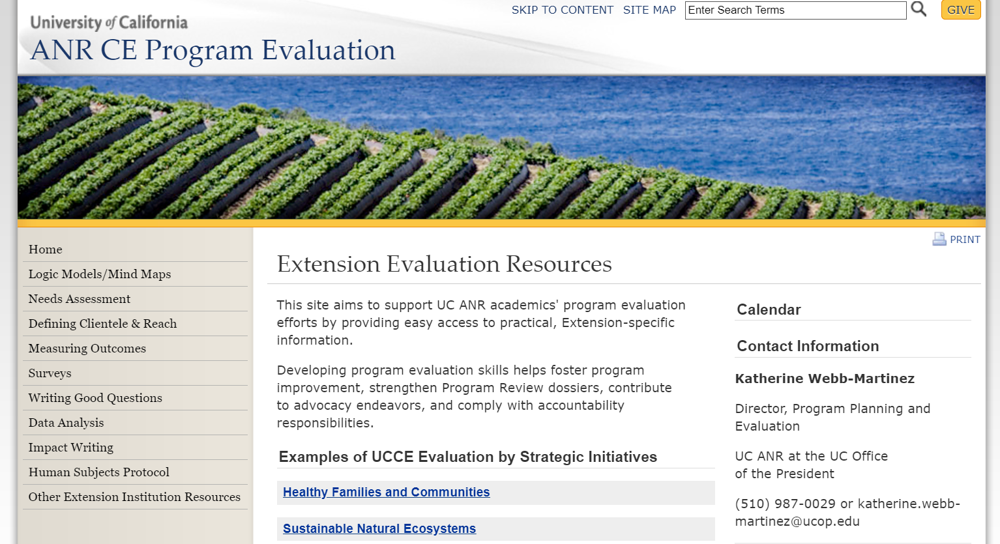 SKIP TO CONTENT SITE MAP Enter Search Terms GIVE
University of California
ANR CE Program Evaluation
Home
Logic Models/Mind Maps
Needs Assessment
Defining Clientele & Reach
Measuring Outcomes
Surveys
Writing Good Questions
Data Analysis
Impact Writing
Human Subjects Protocol
Other Extension Institution Resources
PRINT
Extension Evaluation Resources
This site aims to support UC ANR academics' program evaluation
efforts by providing easy access to practical, Extension-specific
information.
Developing program evaluation skills helps foster program
improvement, strengthen Program Review dossiers, contribute
to advocacy endeavors, and comply with accountability
responsibilities.
Examples of UCCE Evaluation by Strategic Initiatives
Healthy Families and Communities
Sustainable Natural Ecosystems
Calendar
Contact Information
Katherine Webb-Martinez
Director, Program Planning and
Evaluation
UC ANR at the UC Office
of the President
(510) 987-0029 or katherine.webb-
martinez@ucop.edu